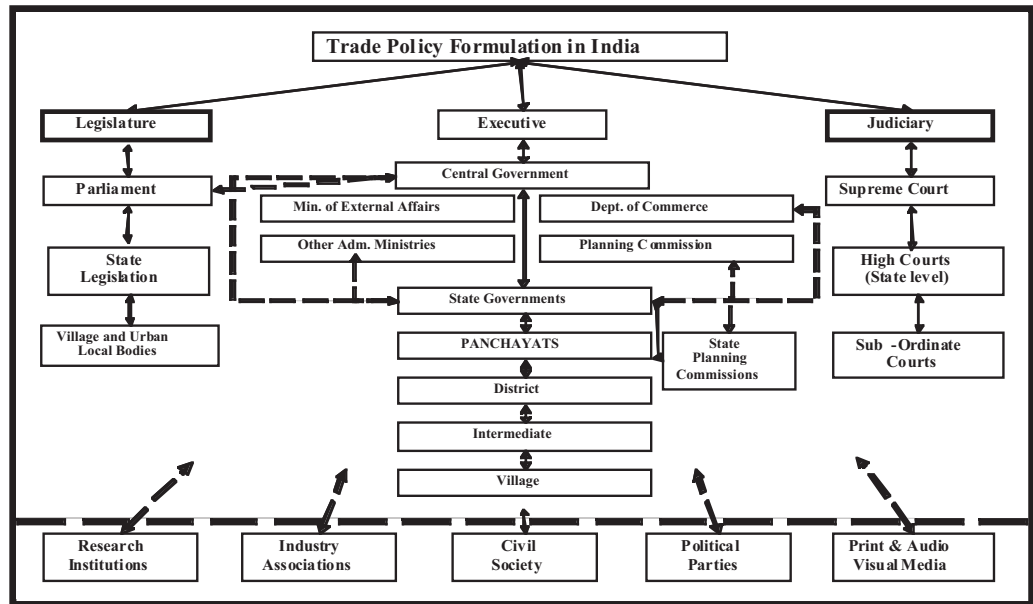 Trade Policy Formulation in India
Legislature
Executive
Judiciary
Parliament
Central Government
Supreme Court
Min. of External Affairs
Dept. of Commerce
Other Adm. Ministries
Planning Commission
State
Legislation
High Courts
(State level)
State Governments
Village and Urban
Local Bodies
PANCHAYATS
State
Planning
Commissions
Sub -Ordinate
Courts
District
Intermediate
Village
Research
Institutions
Industry
Associations
Civil
Society
Political
Parties
Print & Audio
Visual Media